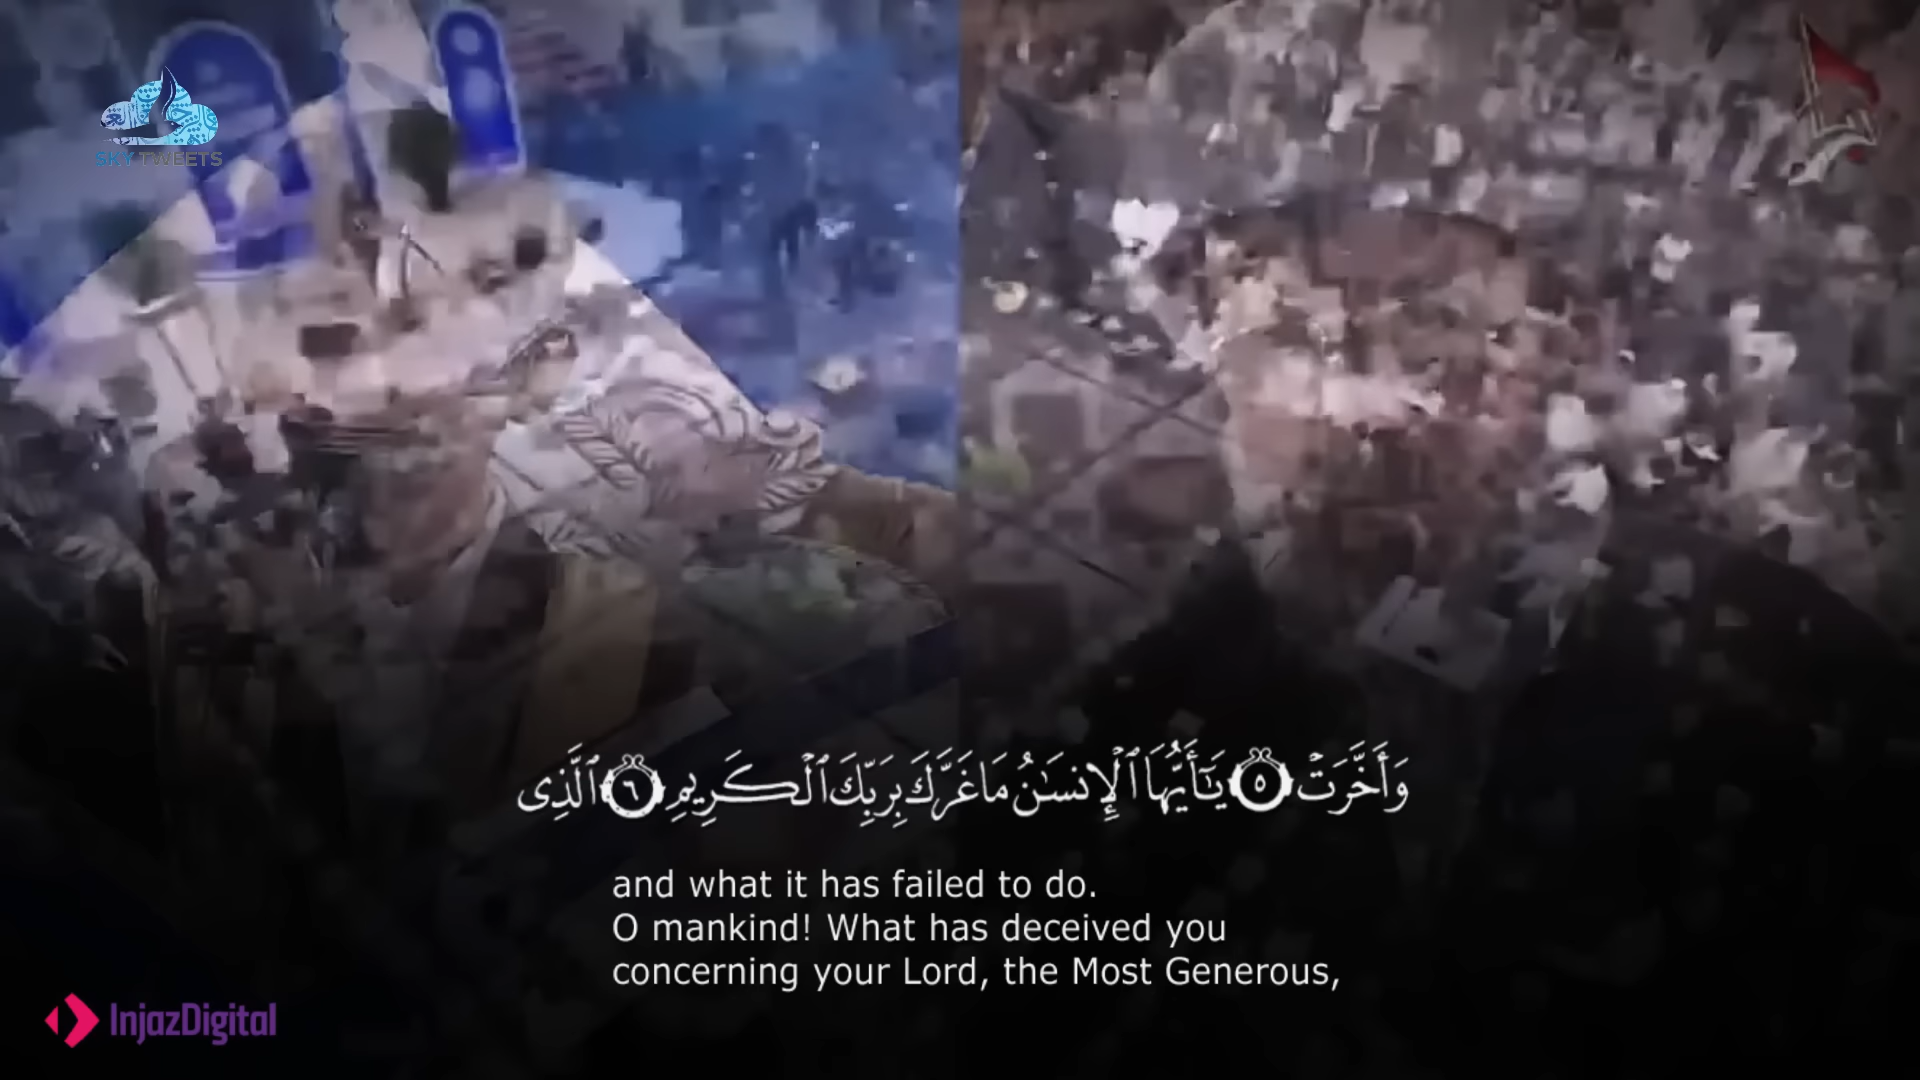 SKY TWEETS
وَأَخَّرَتْ ٥ يَـٰٓأَيُّهَا ٱلْإِنسَـٰنُ مَا غَرَّكَ بِرَبِّكَ ٱلْكَرِيمِ ٦ ٱلَّذِى
and what it has failed to do.
O mankind! What has deceived you
concerning your Lord, the Most Generous,
InjazDigital